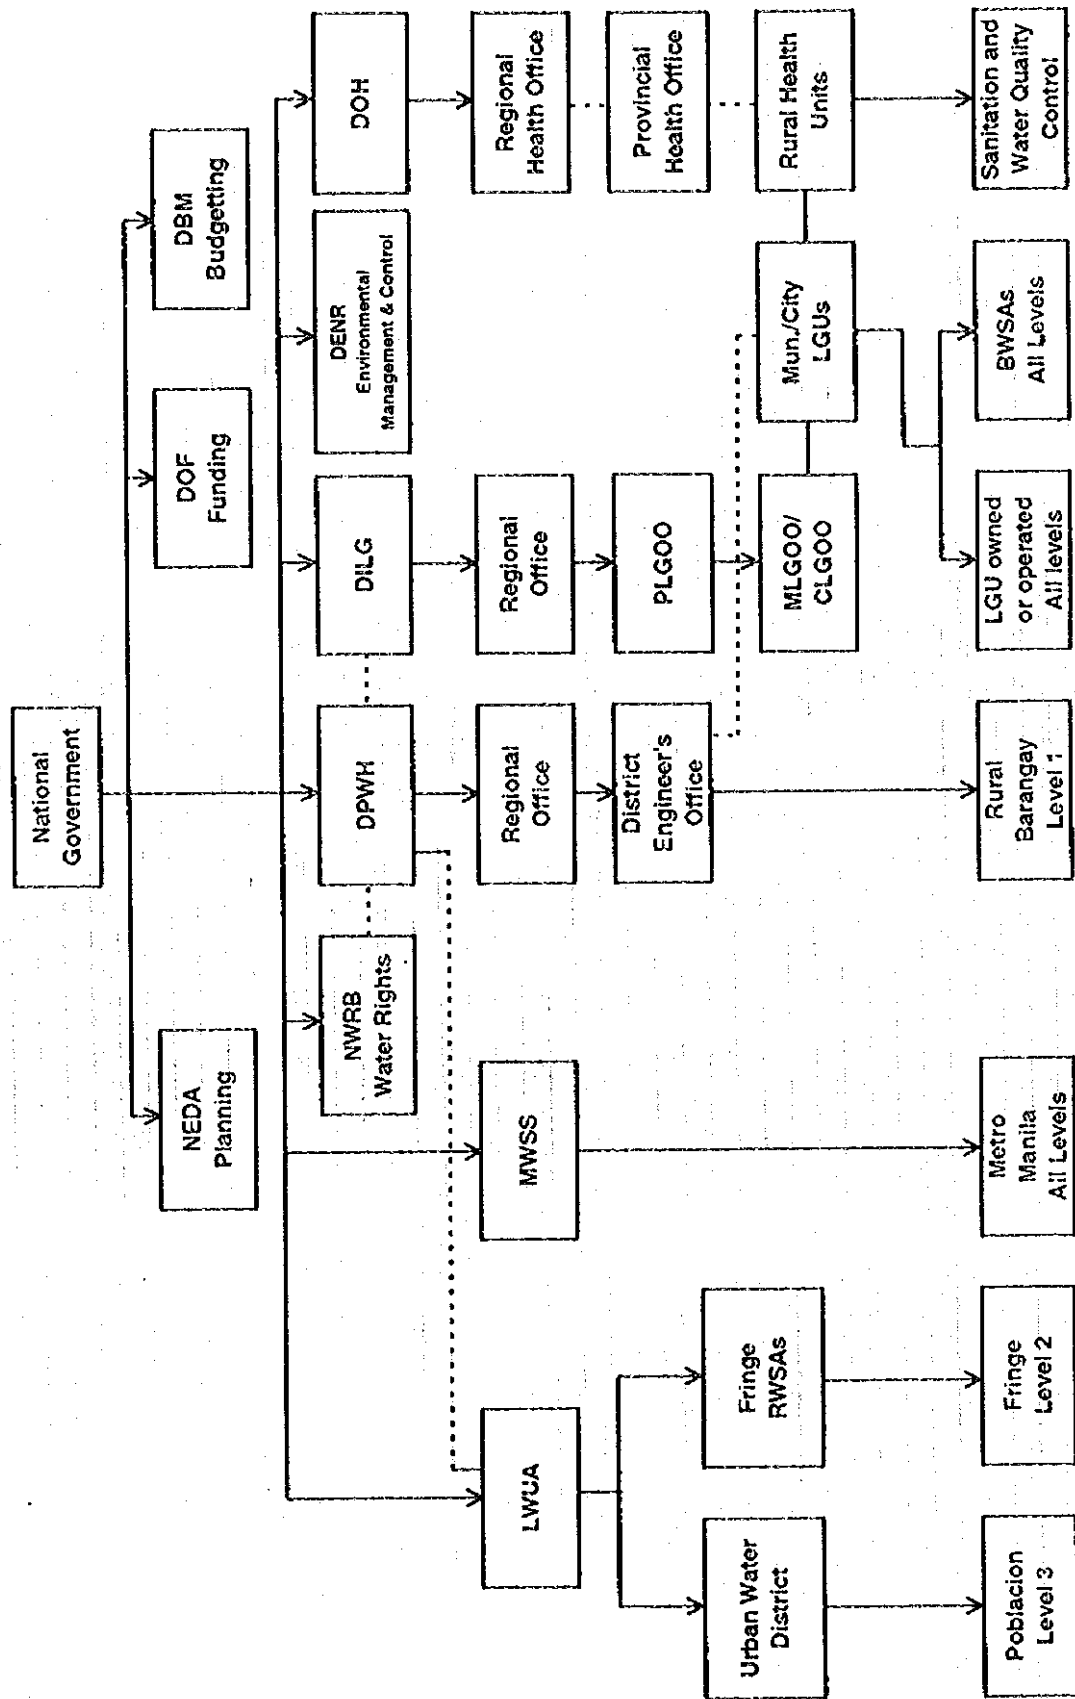 National
Government
NEDA
Planning
DOF
Funding
DBM
Budgetting
NWRB
Water Rights
DPWH
DILG
DENR
Environmental
Management & Control
DOH
LWUA
MWSS
Regional
Office
Regional
Office
Regional
Health Office
District
Engineer's
Office
PLGOO
Provincial
Health Office
Urban Water
District
Fringe
RWSAs
MLGOO/
CLGOO
Mun./City
LGUs
Rural Health
Units
Poblacion
Level 3
Fringe
Level 2
Metro
Manila
All Levels
Rural
Barangay
Level 1
LGU owned
or operated
All levels
BWSAs
All Levels
Sanitation and
Water Quality
Control